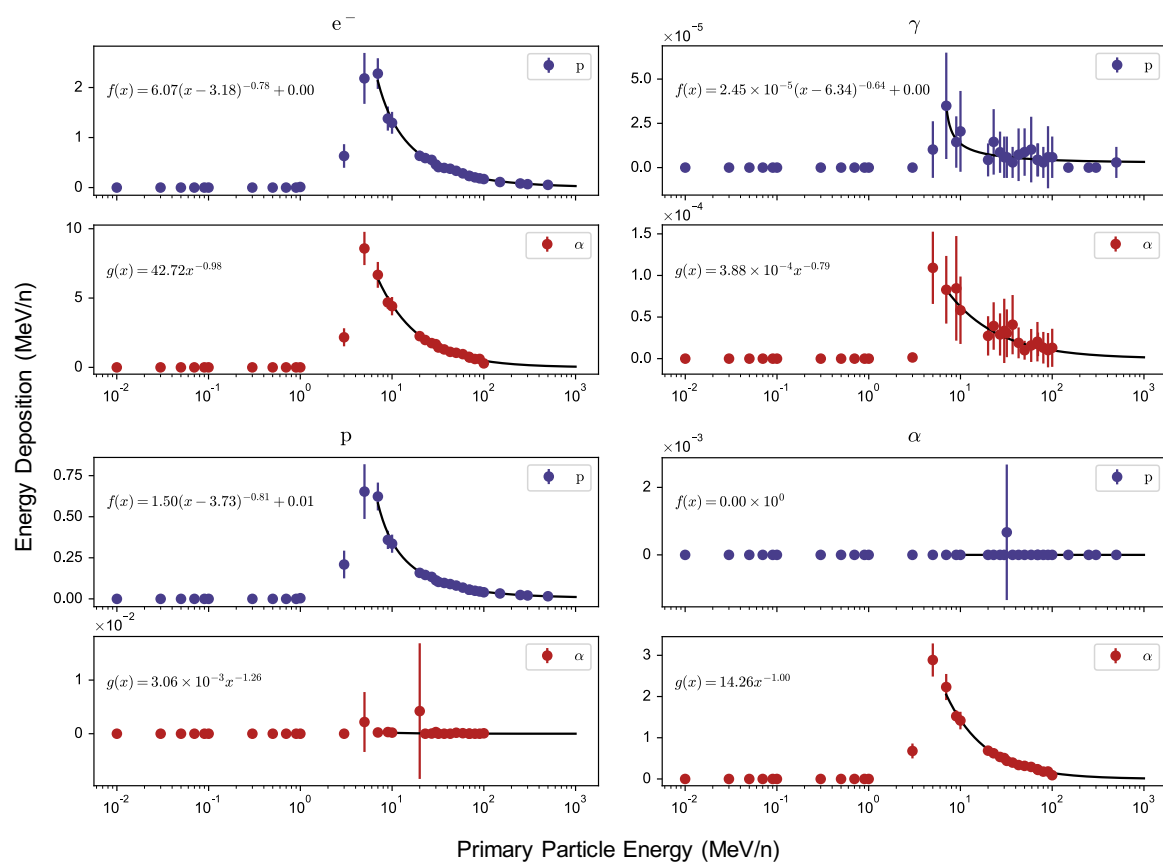 e⁻
γ
×10⁻⁵
2
1
0
f(x) = 6.07(x − 3.18)⁻⁰·⁷⁸ + 0.00
p
5.0
2.5
0.0
f(x) = 2.45 × 10⁻⁵(x − 6.34)⁻⁰·⁶⁴ + 0.00
p
×10⁻⁴
10
5
0
g(x) = 42.72x⁻⁰·⁹⁸
α
1.5
1.0
0.5
0.0
g(x) = 3.88 × 10⁻⁴x⁻⁰·⁷⁹
α
10⁻² 10⁻¹ 10⁰ 10¹ 10² 10³
10⁻² 10⁻¹ 10⁰ 10¹ 10² 10³
Energy Deposition (MeV/n)
p
α
×10⁻³
0.75
0.50
0.25
0.00
f(x) = 1.50(x − 3.73)⁻⁰·⁸¹ + 0.01
p
2
0
f(x) = 0.00 × 10⁰
p
×10⁻²
1
0
g(x) = 3.06 × 10⁻³x⁻¹·²⁶
α
3
2
1
0
g(x) = 14.26x⁻¹·⁰⁰
α
10⁻² 10⁻¹ 10⁰ 10¹ 10² 10³
10⁻² 10⁻¹ 10⁰ 10¹ 10² 10³
Primary Particle Energy (MeV/n)